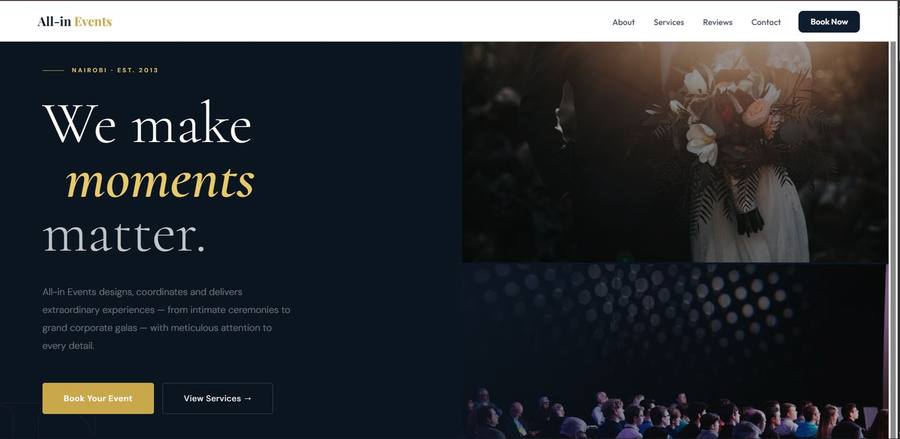 All-in Events
About Services Reviews Contact Book Now
NAIROBI · EST. 2013
We make
moments
matter.
All-in Events designs, coordinates and delivers
extraordinary experiences — from intimate ceremonies to
grand corporate galas — with meticulous attention to
every detail.
Book Your Event View Services →